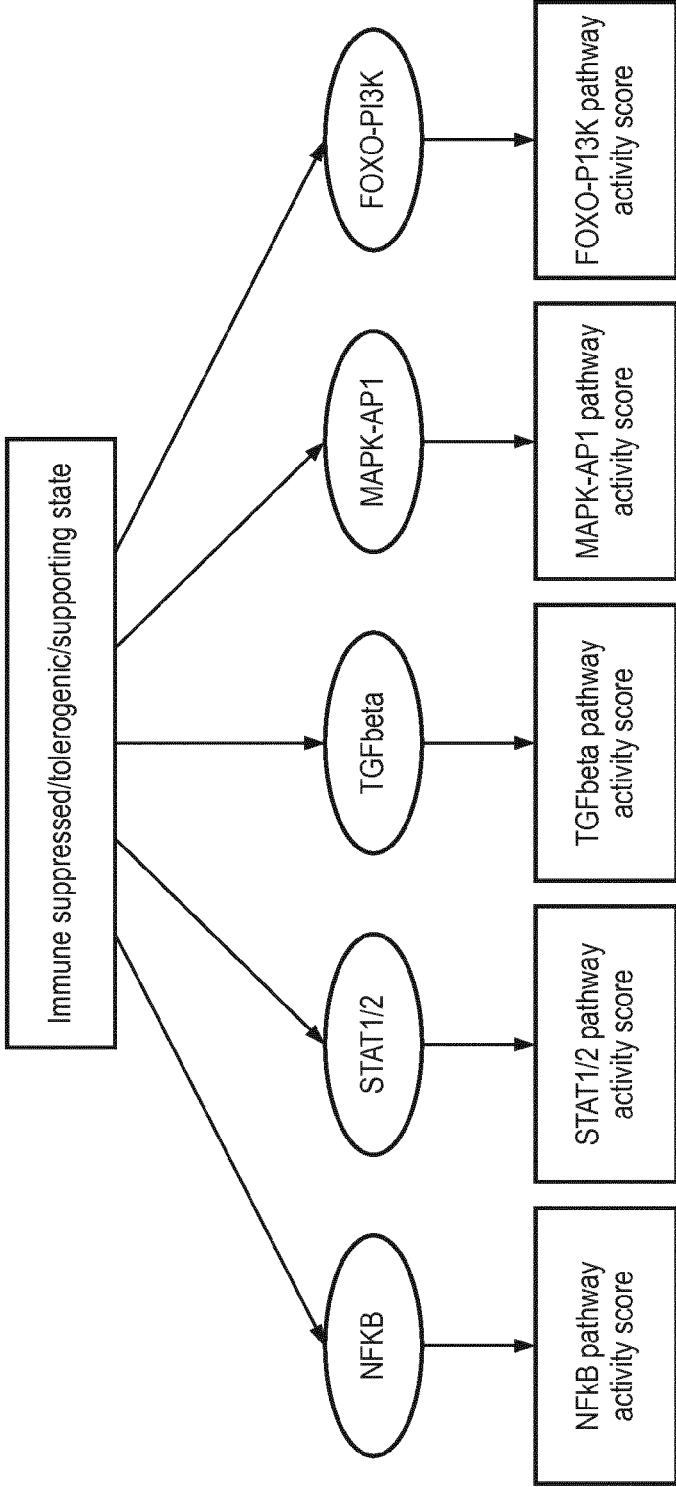 Immune suppressed/tolerogenic/supporting state
NFKB
STAT1/2
TGFbeta
MAPK-AP1
FOXO-PI3K
NFkB pathway
activity score
STAT1/2 pathway
activity score
TGFbeta pathway
activity score
MAPK-AP1 pathway
activity score
FOXO-P13K pathway
activity score